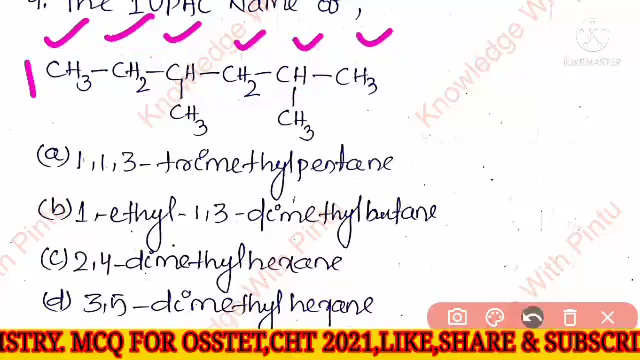 4. The IUPAC Name of,
KINEMASTER
CH3-CH2-CH-CH2-CH-CH3
CH3 CH3
(a) 1,1,3-trimethylpentane
(b) 1-ethyl-1,3-dimethylbutane
(c) 2,4-dimethylhexane
(d) 3,5-dimethylhexane
Knowledge With Pintu
ISTRY. MCQ FOR OSSTET,CHT 2021,LIKE,SHARE & SUBSCRI